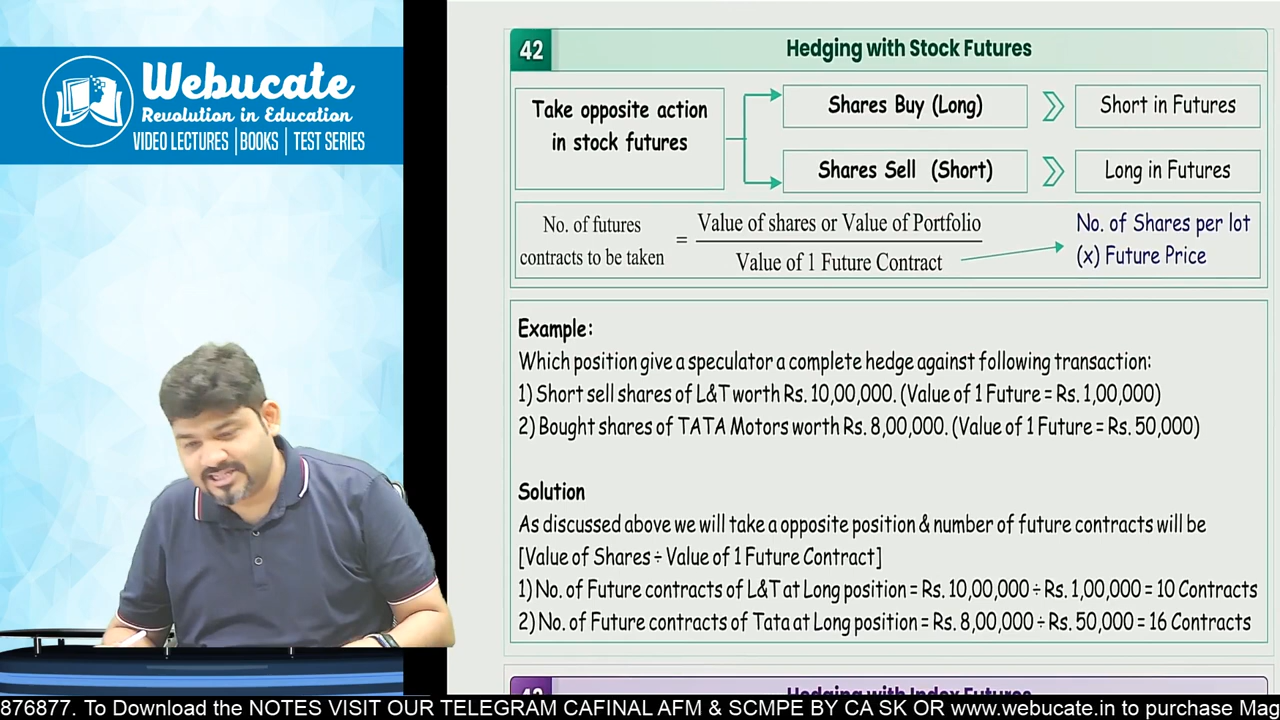 Webucate
Revolution in Education
VIDEO LECTURES | BOOKS | TEST SERIES
42
Hedging with Stock Futures
Take opposite action
in stock futures
Shares Buy (Long)
Short in Futures
Shares Sell (Short)
Long in Futures
No. of futures
contracts to be taken
=
Value of shares or Value of Portfolio
Value of 1 Future Contract
No. of Shares per lot
(x) Future Price
Example:
Which position give a speculator a complete hedge against following transaction:
1) Short sell shares of L&T worth Rs. 10,00,000. (Value of 1 Future = Rs. 1,00,000)
2) Bought shares of TATA Motors worth Rs. 8,00,000. (Value of 1 Future = Rs. 50,000)
Solution
As discussed above we will take a opposite position & number of future contracts will be
[Value of Shares ÷ Value of 1 Future Contract]
1) No. of Future contracts of L&T at Long position = Rs. 10,00,000 ÷ Rs. 1,00,000 = 10 Contracts
2) No. of Future contracts of Tata at Long position = Rs. 8,00,000 ÷ Rs. 50,000 = 16 Contracts
Hedging with Index Futures
876877. To Download the NOTES VISIT OUR TELEGRAM CAFINAL AFM & SCMPE BY CA SK OR www.webucate.in to purchase Mag